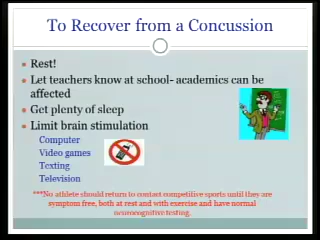 To Recover from a Concussion
Rest!
Let teachers know at school- academics can be
affected
Get plenty of sleep
Limit brain stimulation
Computer
Video games
Texting
Television
***No athlete should return to contact competitive sports until they are
symptom free, both at rest and with exercise and have normal
neurocognitive testing.